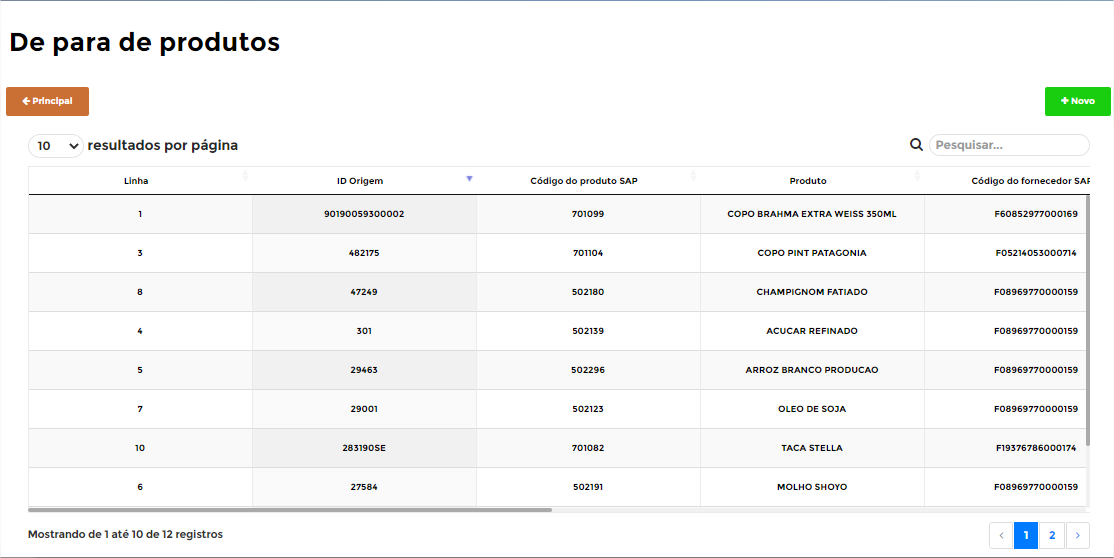 De para de produtos
Principal
Novo
10 resultados por página
Pesquisar...
Linha ID Origem Código do produto SAP Produto Código do fornecedor SAP
1 90190059300002 701099 COPO BRAHMA EXTRA WEISS 350ML F60852977000169
3 482175 701104 COPO PINT PATAGONIA F05214053000714
8 47249 502180 CHAMPIGNOM FATIADO F08969770000159
4 301 502139 ACUCAR REFINADO F08969770000159
5 29463 502296 ARROZ BRANCO PRODUCAO F08969770000159
7 29001 502123 OLEO DE SOJA F08969770000159
10 283190SE 701082 TACA STELLA F19376786000174
6 27584 502191 MOLHO SHOYO F08969770000159
Mostrando de 1 até 10 de 12 registros
‹ 1 2 ›